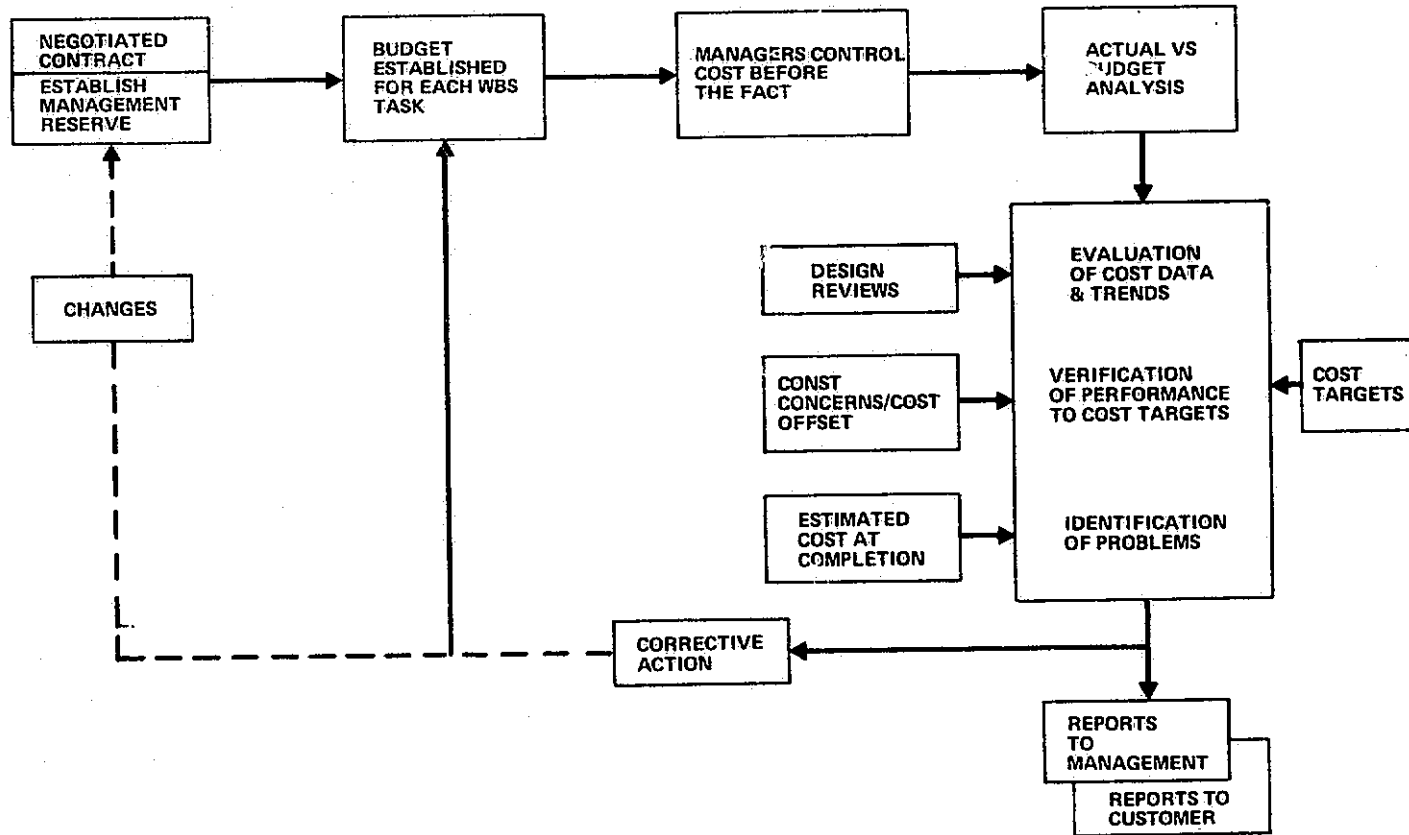 NEGOTIATED
CONTRACT
ESTABLISH
MANAGEMENT
RESERVE
BUDGET
ESTABLISHED
FOR EACH WBS
TASK
MANAGERS CONTROL
COST BEFORE
THE FACT
ACTUAL VS
BUDGET
ANALYSIS
CHANGES
DESIGN
REVIEWS
CONST
CONCERNS/COST
OFFSET
ESTIMATED
COST AT
COMPLETION
EVALUATION
OF COST DATA
& TRENDS
VERIFICATION
OF PERFORMANCE
TO COST TARGETS
IDENTIFICATION
OF PROBLEMS
COST
TARGETS
CORRECTIVE
ACTION
REPORTS
TO
MANAGEMENT
REPORTS TO
CUSTOMER